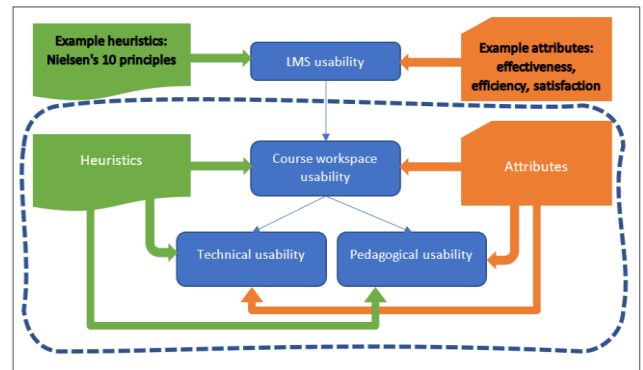 Example heuristics:
Nielsen's 10 principles
LMS usability
Example attributes:
effectiveness,
efficiency, satisfaction
Heuristics
Course workspace
usability
Attributes
Technical usability
Pedagogical usability